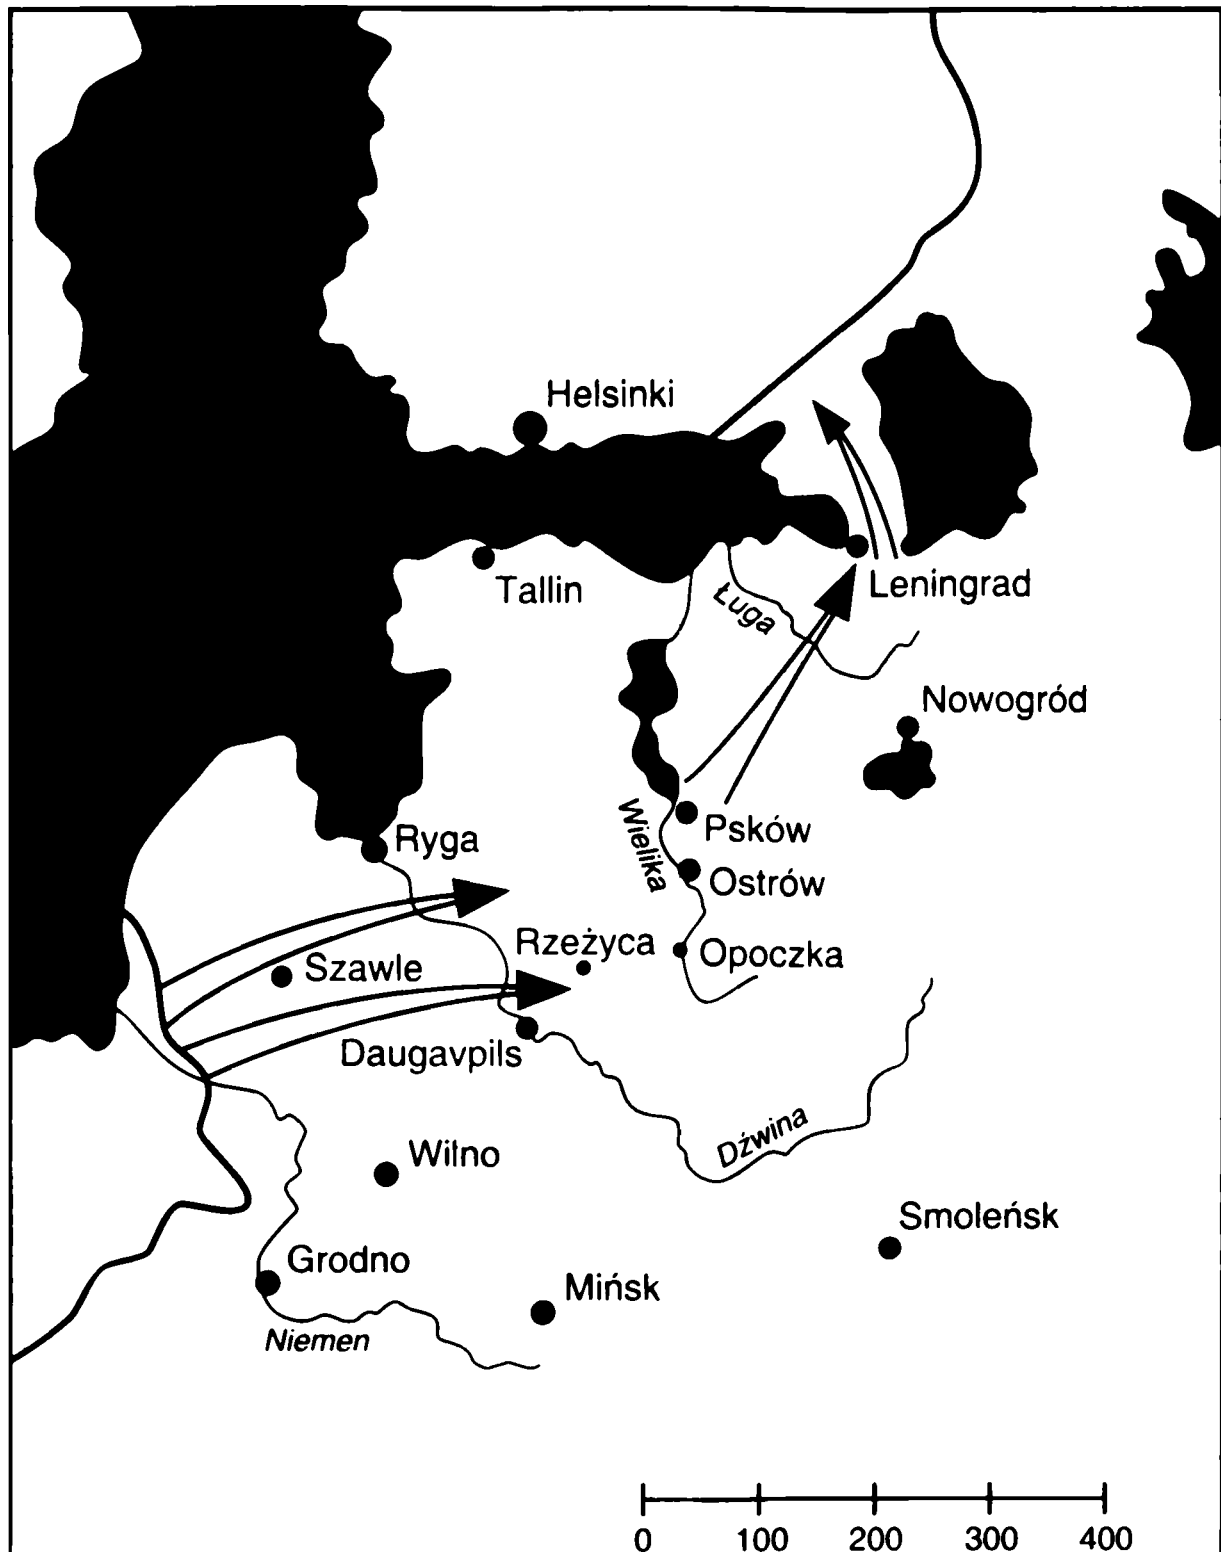 Helsinki
Tallin
Leningrad
Ługa
Nowogród
Psków
Wielika
Ryga
Ostrów
Rzeżyca
Opoczka
Szawle
Daugavpils
Dźwina
Wilno
Smoleńsk
Grodno
Mińsk
Niemen
0 100 200 300 400